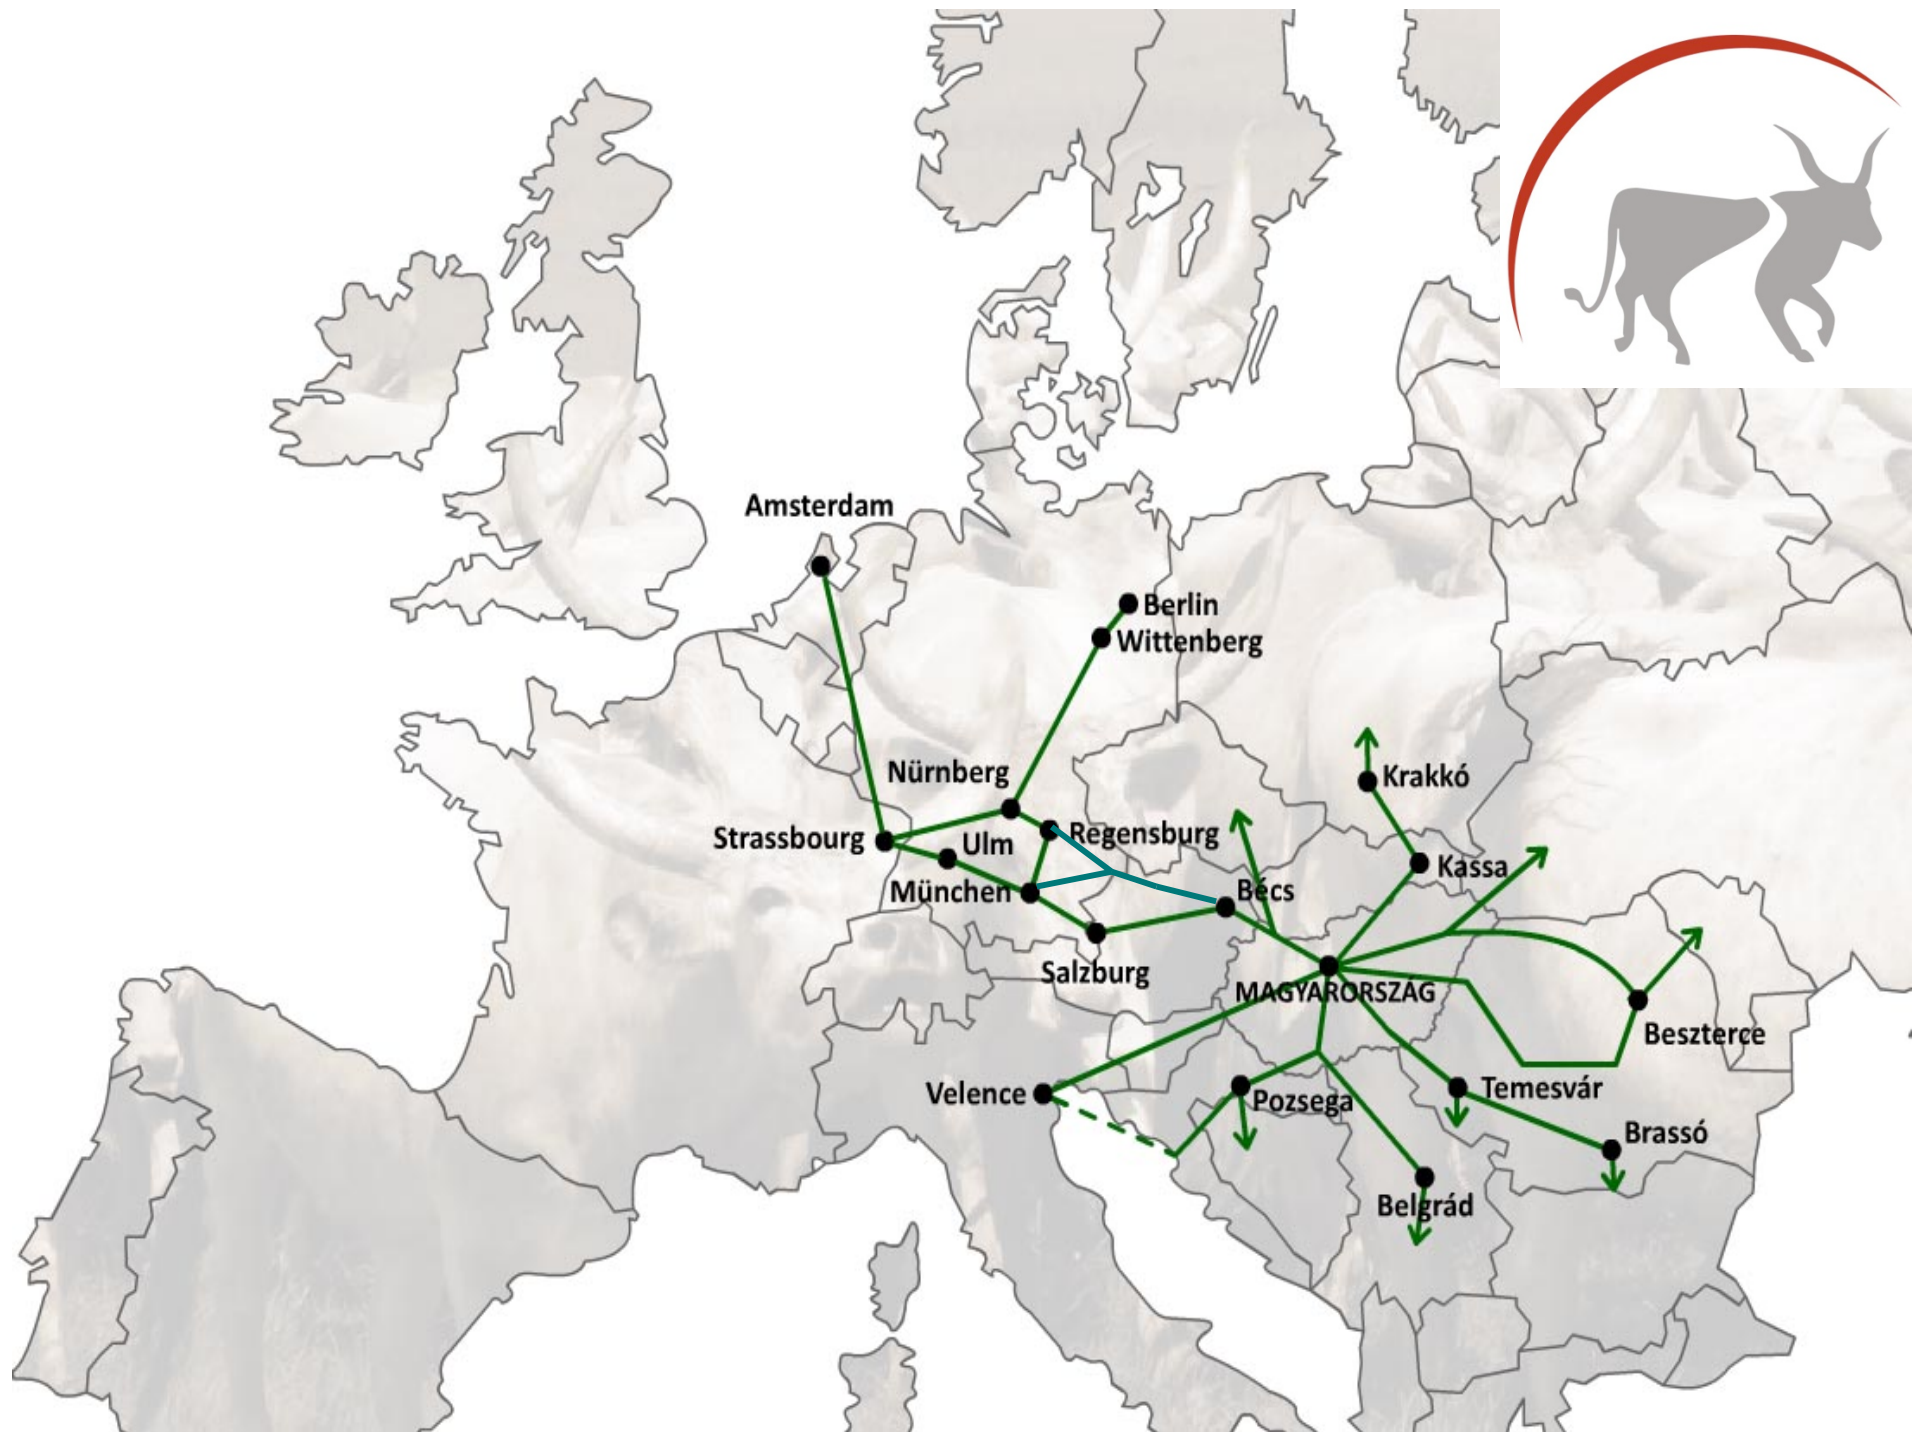 Amsterdam
Berlin
Wittenberg
Nürnberg
Krakkó
Strassbourg
Ulm
Regensburg
Kassa
München
Bécs
Salzburg
MAGYARORSZÁG
Beszterce
Velence
Pozsega
Temesvár
Brassó
Belgrád